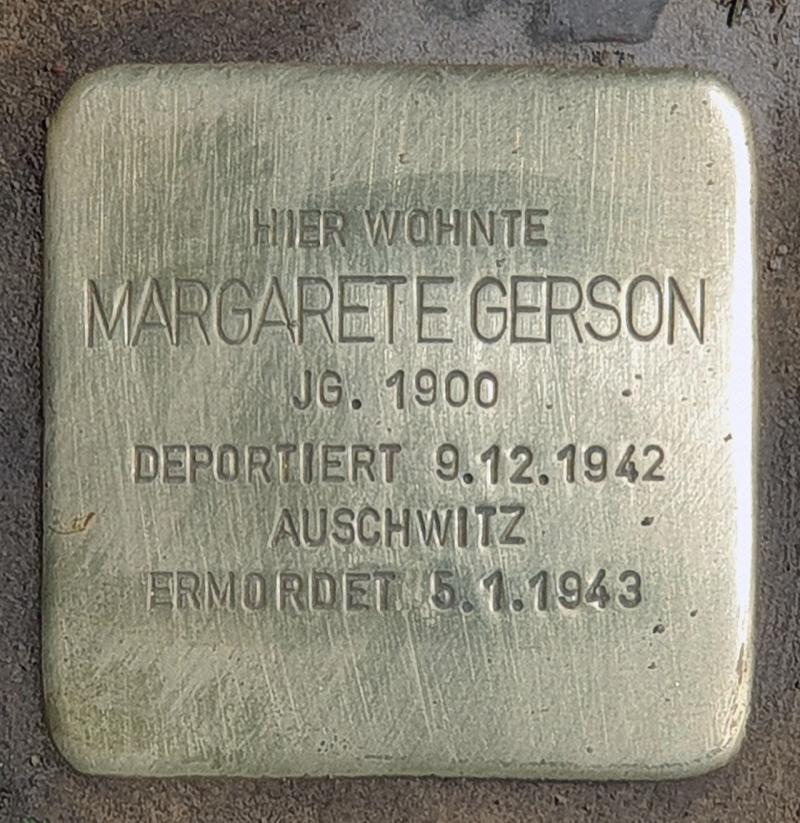 HIER WOHNTE
MARGARETE GERSON
JG. 1900
DEPORTIERT 9.12.1942
AUSCHWITZ
ERMORDET 5.1.1943